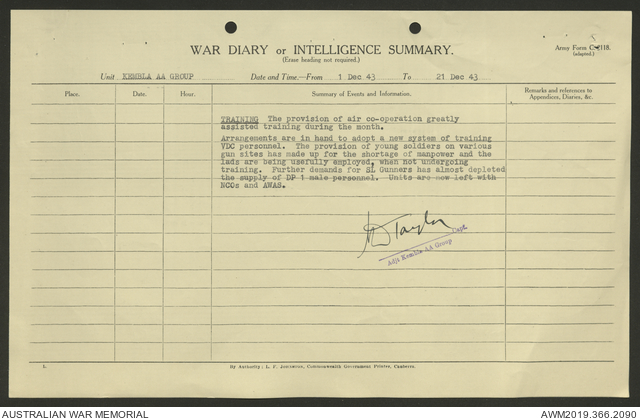 5
WAR DIARY or INTELLIGENCE SUMMARY.
(Erase heading not required.)
Army Form C. 2118.
(adapted.)
Unit KEMBLA AA GROUP Date and Time.—From 1 Dec 43 To 21 Dec 43
Place. Date. Hour. Summary of Events and Information. Remarks and references to
Appendices, Diaries, &c.
TRAINING The provision of air co-operation greatly
assisted training during the month.
Arrangements are in hand to adopt a new system of training
VDC personnel. The provision of young soldiers on various
gun sites has made up for the shortage of manpower and the
lads are being usefully employed, when not undergoing
training. Further demands for SL Gunners has almost depleted
the supply of DP 1 male personnel. Units are now left with
NCOs and AWAS.
Taylor
Capt.
Adjt Kembla AA Group
By Authority: L. F. Johnston, Commonwealth Government Printer, Canberra.
AUSTRALIAN WAR MEMORIAL AWM2019.366.2090